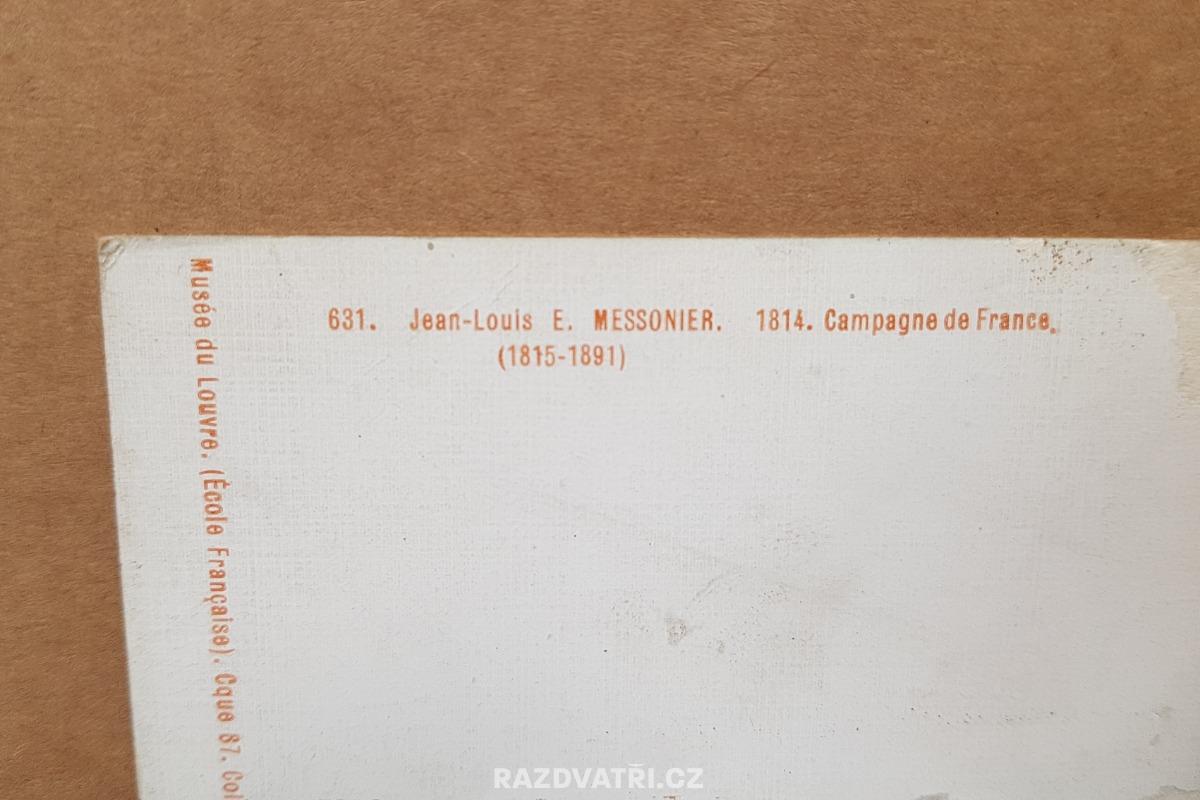 631. Jean-Louis E. MESSONIER. 1814. Campagne de France.
(1815-1891)
Musée du Louvre. (École Française). Cque 87.
RAZDVATŘI.CZ